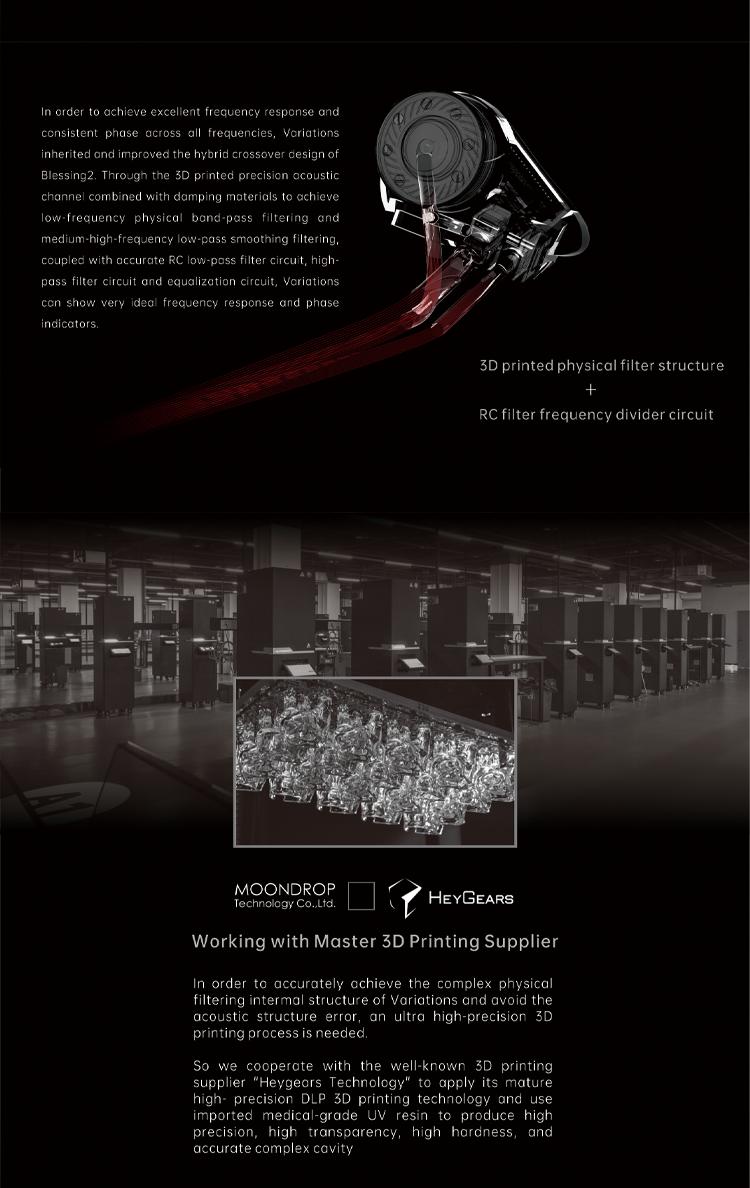 In order to achieve excellent frequency response and
consistent phase across all frequencies, Variations
inherited and improved the hybrid crossover design of
Blessing2. Through the 3D printed precision acoustic
channel combined with damping materials to achieve
low-frequency physical band-pass filtering and
medium-high-frequency low-pass smoothing filtering,
coupled with accurate RC low-pass filter circuit, high-
pass filter circuit and equalization circuit, Variations
can show very ideal frequency response and phase
indicators.
3D printed physical filter structure
+
RC filter frequency divider circuit
MOONDROP
Technology Co.,Ltd.
HEYGEARS
Working with Master 3D Printing Supplier
In order to accurately achieve the complex physical
filtering intermal structure of Variations and avoid the
acoustic structure error, an ultra high-precision 3D
printing process is needed.
So we cooperate with the well-known 3D printing
supplier "Heygears Technology" to apply its mature
high- precision DLP 3D printing technology and use
imported medical-grade UV resin to produce high
precision, high transparency, high hardness, and
accurate complex cavity